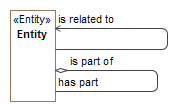 «Entity»
Entity
is related to
is part of
has part